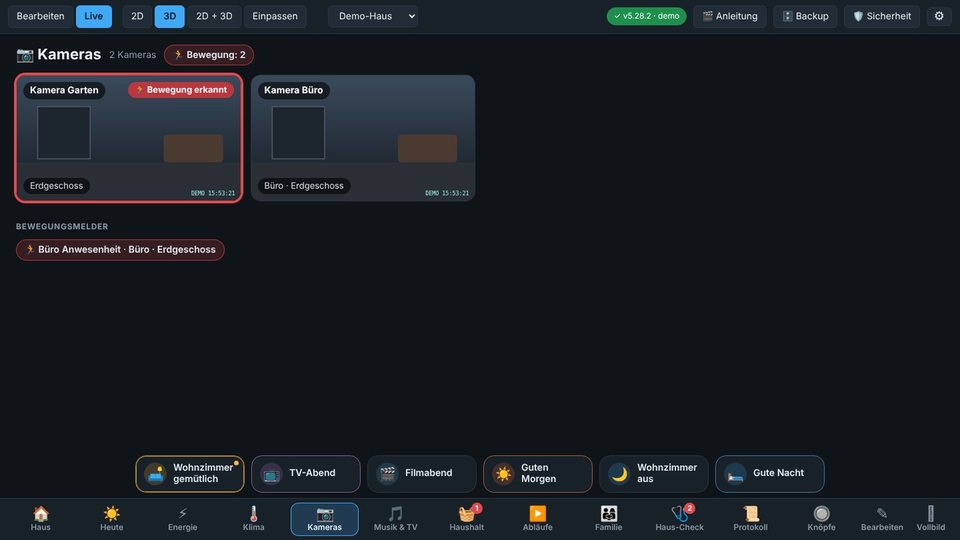 Bearbeiten Live 2D 3D 2D + 3D Einpassen Demo-Haus ✓ v5.28.2 · demo Anleitung Backup Sicherheit
Kameras 2 Kameras Bewegung: 2
Kamera Garten Bewegung erkannt
Erdgeschoss
DEMO 15:53:21
Kamera Büro
Büro · Erdgeschoss
DEMO 15:53:21
BEWEGUNGSMELDER
Büro Anwesenheit · Büro · Erdgeschoss
Wohnzimmer
gemütlich
TV-Abend
Filmabend
Guten
Morgen
Wohnzimmer
aus
Gute Nacht
Haus
Heute
Energie
Klima
Kameras
Musik & TV
1
Haushalt
Abläufe
Familie
2
Haus-Check
Protokoll
Knöpfe
Bearbeiten
Vollbild